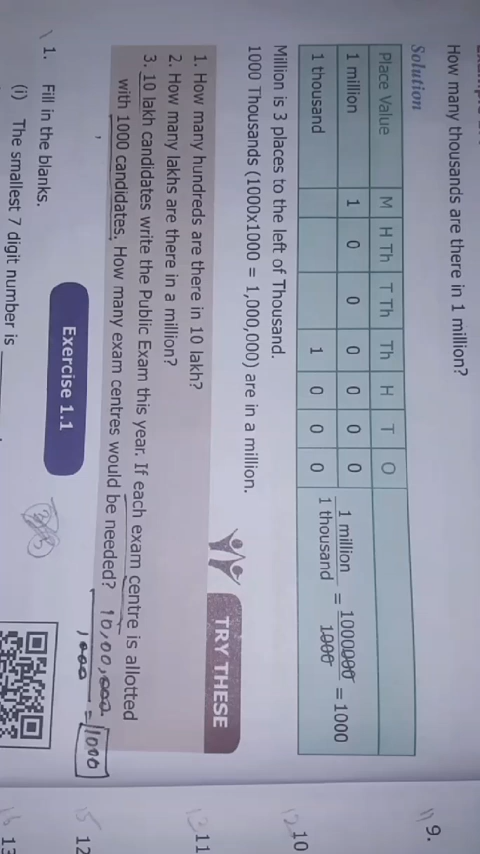 How many thousands are there in 1 million?
Solution
Place Value M H Th T Th Th H T O
1 million 1 0 0 0 0 0 0
1 thousand 1 0 0 0
1 million / 1 thousand = 1000000 / 1000 = 1000
Million is 3 places to the left of Thousand.
1000 Thousands (1000x1000 = 1,000,000) are in a million.
TRY THESE
1. How many hundreds are there in 10 lakh?
2. How many lakhs are there in a million?
3. 10 lakh candidates write the Public Exam this year. If each exam centre is allotted
with 1000 candidates. How many exam centres would be needed? 10,00,000 / 1000 = 1000
Exercise 1.1
1. Fill in the blanks.
(i) The smallest 7 digit number is
9.
10
11
12
13